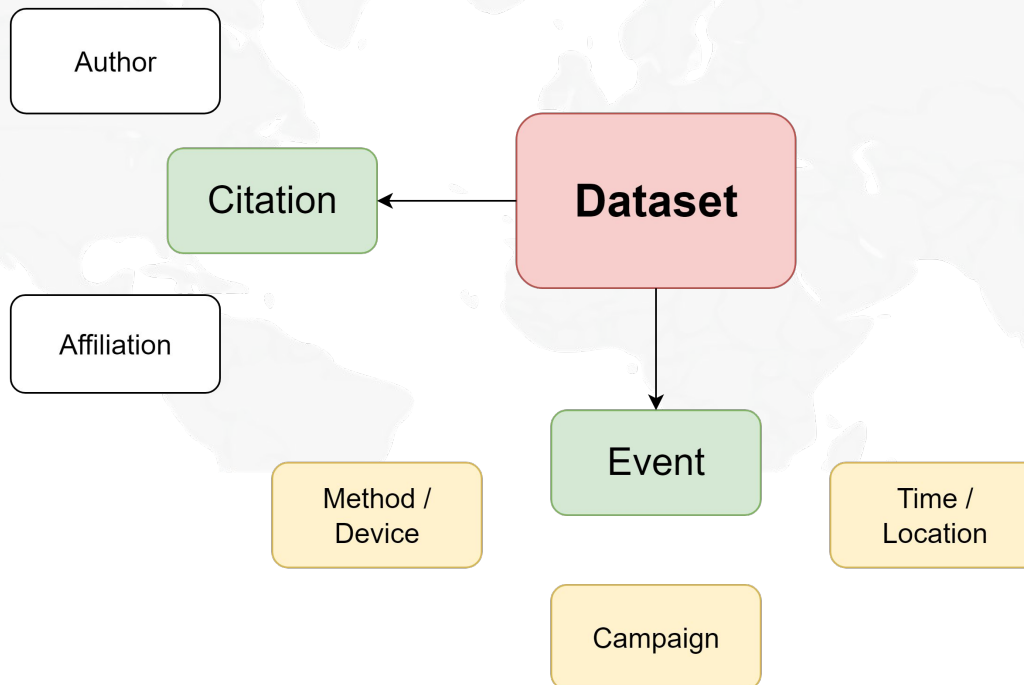 Author
Citation
Dataset
Affiliation
Event
Method /
Device
Time /
Location
Campaign